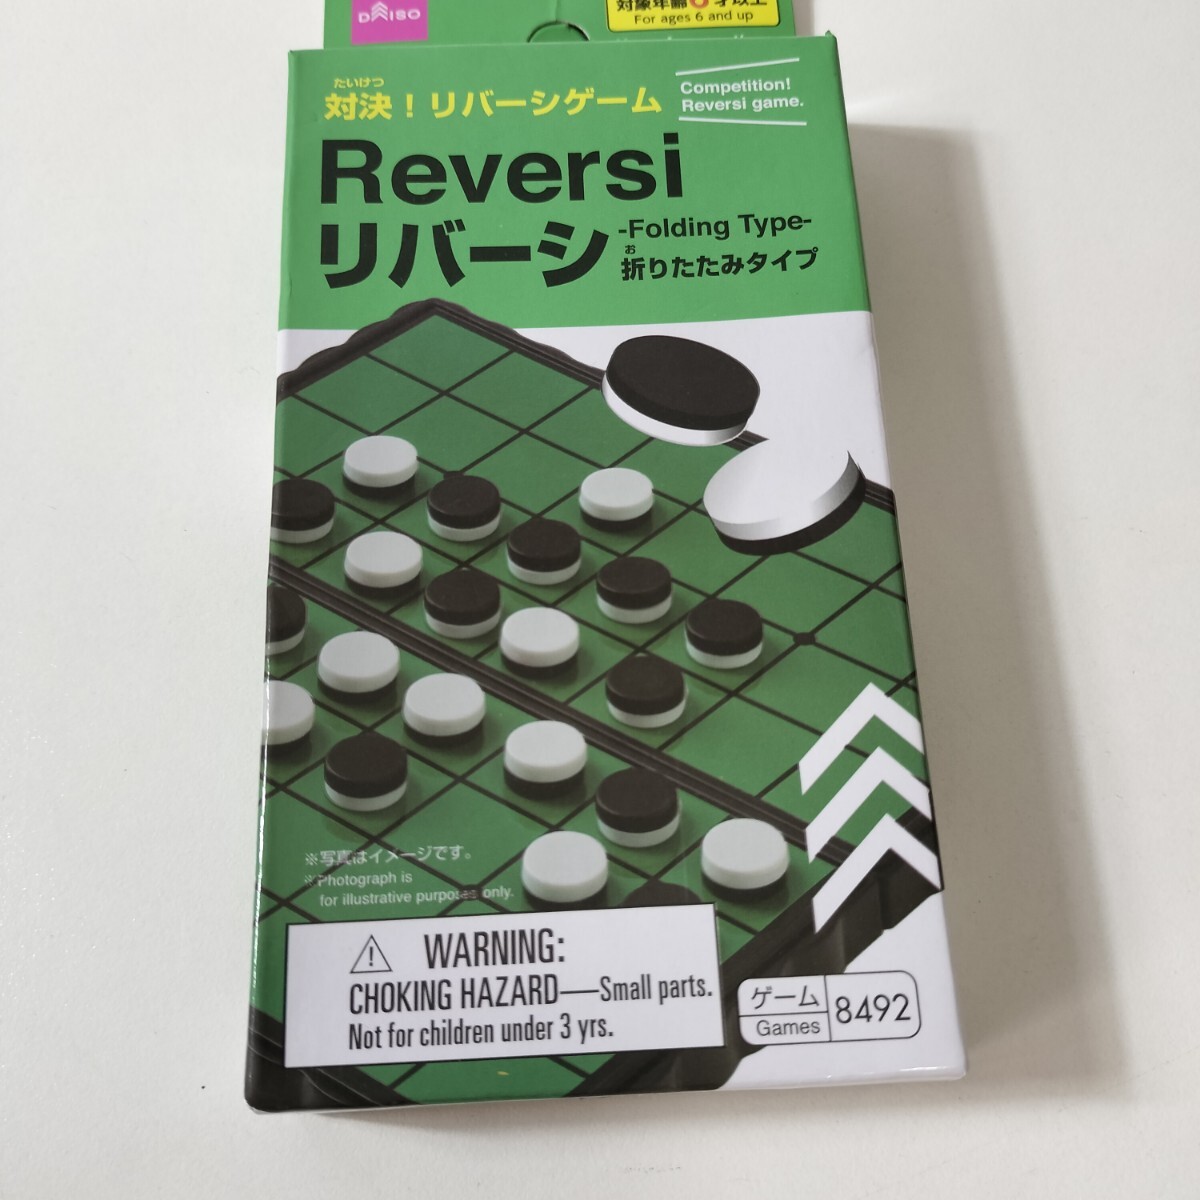 DAISO
対象年齢6才以上
For ages 6 and up
たいけつ
対決！リバーシゲーム
Competition!
Reversi game.
Reversi
リバーシ
-Folding Type-
お
折りたたみタイプ
※写真はイメージです。
※Photograph is
for illustrative purposes only.
WARNING:
CHOKING HAZARD—Small parts.
Not for children under 3 yrs.
ゲーム
Games
8492